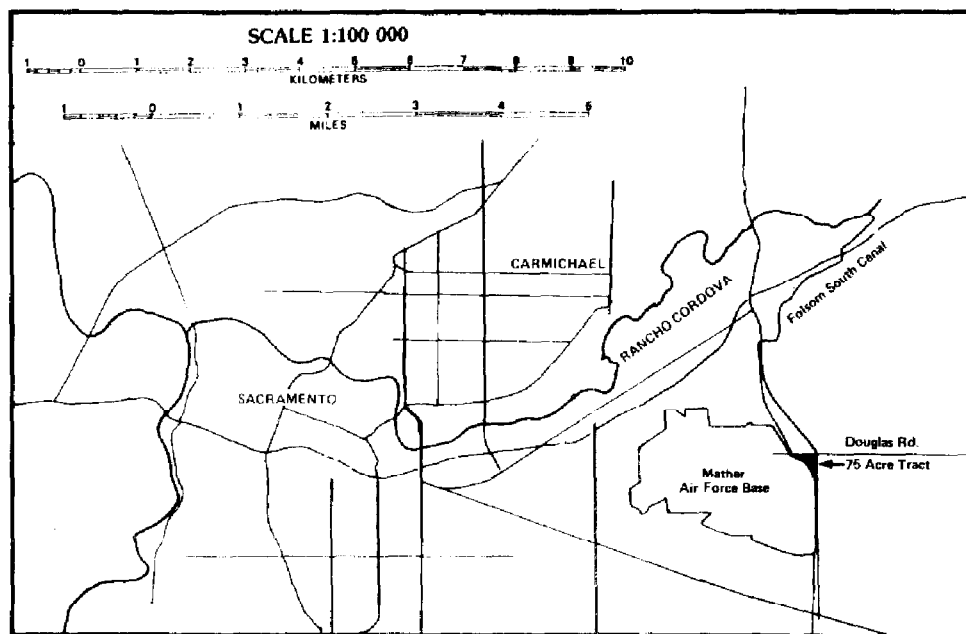 SCALE 1:100 000
1 0 1 2 3 4 5 6 7 8 9 10
KILOMETERS
1 0 1 2 3 4 5
MILES
CARMICHAEL
RANCHO CORDOVA
Folsom South Canal
SACRAMENTO
Douglas Rd.
75 Acre Tract
Mather
Air Force Base